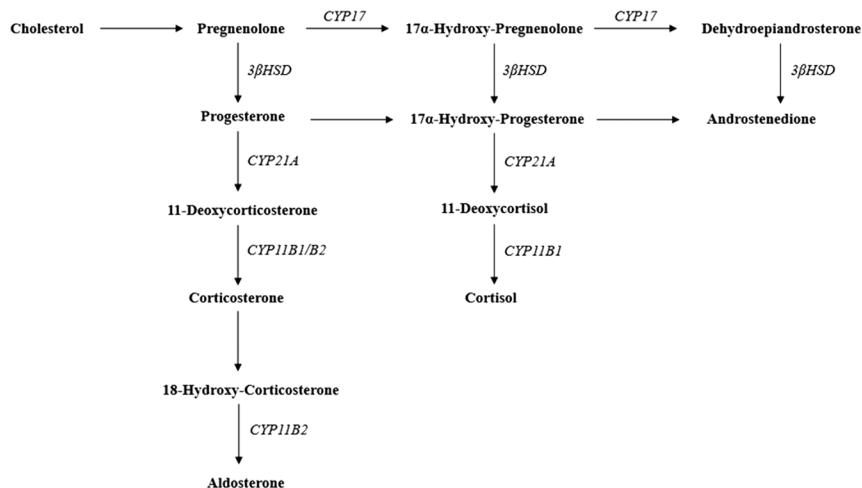 CYP17 CYP17
Cholesterol Pregnenolone 17α-Hydroxy-Pregnenolone Dehydroepiandrosterone
3βHSD 3βHSD 3βHSD
Progesterone 17α-Hydroxy-Progesterone Androstenedione
CYP21A CYP21A
11-Deoxycorticosterone 11-Deoxycortisol
CYP11B1/B2 CYP11B1
Corticosterone Cortisol
18-Hydroxy-Corticosterone
CYP11B2
Aldosterone